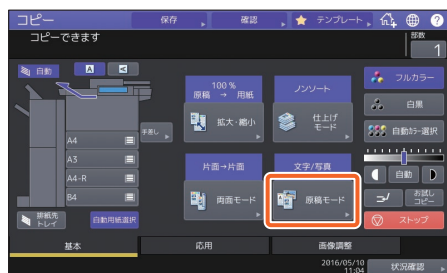 コピー
保存
確認
テンプレート
コピーできます
部数
1
自動
A
100%
原稿 → 用紙
ノンソート
フルカラー
拡大・縮小
仕上げ
モード
白黒
手差し
自動カラー選択
A4
A3
A4-R
B4
片面→片面
文字/写真
自動
両面モード
原稿モード
お試し
コピー
排紙先
トレイ
自動用紙選択
ストップ
基本
応用
画像調整
2016/05/10
11:04
状況確認